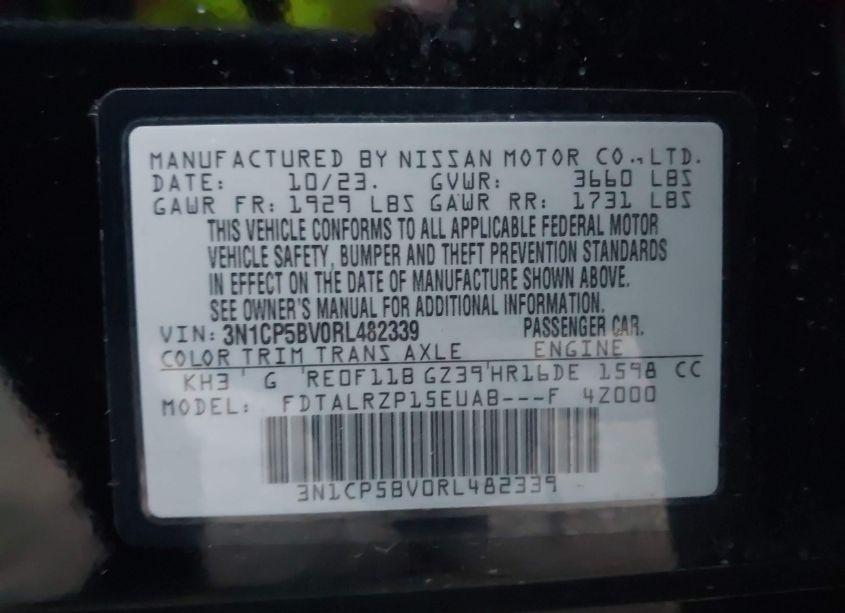 MANUFACTURED BY NISSAN MOTOR CO., LTD.
DATE: 10/23. GVWR: 3660 LBS
GAWR FR: 1929 LBS GAWR RR: 1731 LBS
THIS VEHICLE CONFORMS TO ALL APPLICABLE FEDERAL MOTOR
VEHICLE SAFETY, BUMPER AND THEFT PREVENTION STANDARDS
IN EFFECT ON THE DATE OF MANUFACTURE SHOWN ABOVE.
SEE OWNER'S MANUAL FOR ADDITIONAL INFORMATION.
VIN: 3N1CP5BV0RL482339 PASSENGER CAR.
COLOR TRIM TRANS AXLE ENGINE
KH3 G 'RE0F11B GZ39'HR16DE 1598 CC
MODEL: FDTALRZP15EUAB---F 42000
3N1CP5BV0RL482339